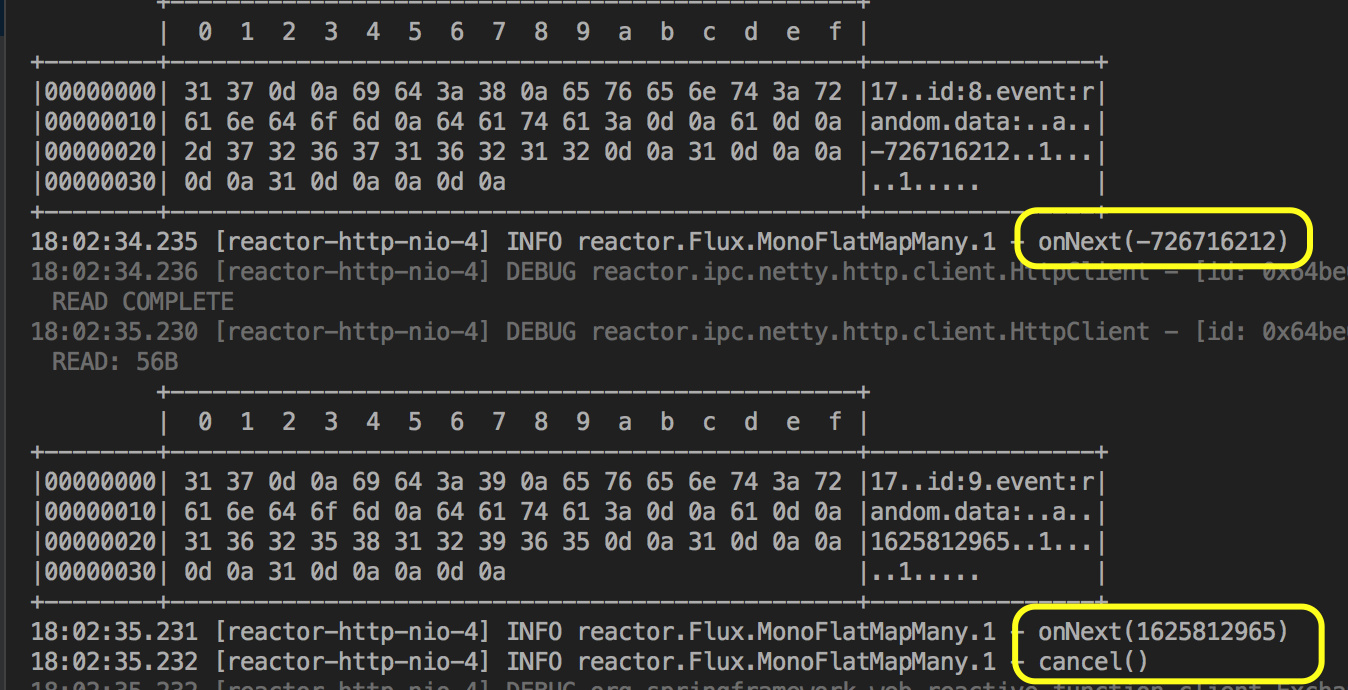 +-------------------------------------------------+
|  0  1  2  3  4  5  6  7  8  9  a  b  c  d  e  f |
+--------+-------------------------------------------------+----------------+
|00000000| 31 37 0d 0a 69 64 3a 38 0a 65 76 65 6e 74 3a 72 |17..id:8.event:r|
|00000010| 61 6e 64 6f 6d 0a 64 61 74 61 3a 0d 0a 61 0d 0a |andom.data:..a..|
|00000020| 2d 37 32 36 37 31 36 32 31 32 0d 0a 31 0d 0a 0a |-726716212..1...|
|00000030| 0d 0a 31 0d 0a 0a 0d 0a                         |..1.....        |
+--------+-------------------------------------------------+----------------+
18:02:34.235 [reactor-http-nio-4] INFO reactor.Flux.MonoFlatMapMany.1 - onNext(-726716212)
18:02:34.236 [reactor-http-nio-4] DEBUG reactor.ipc.netty.http.client.HttpClient - [id: 0x64be
READ COMPLETE
18:02:35.230 [reactor-http-nio-4] DEBUG reactor.ipc.netty.http.client.HttpClient - [id: 0x64be
READ: 56B
+-------------------------------------------------+
|  0  1  2  3  4  5  6  7  8  9  a  b  c  d  e  f |
+--------+-------------------------------------------------+----------------+
|00000000| 31 37 0d 0a 69 64 3a 39 0a 65 76 65 6e 74 3a 72 |17..id:9.event:r|
|00000010| 61 6e 64 6f 6d 0a 64 61 74 61 3a 0d 0a 61 0d 0a |andom.data:..a..|
|00000020| 31 36 32 35 38 31 32 39 36 35 0d 0a 31 0d 0a 0a |1625812965..1...|
|00000030| 0d 0a 31 0d 0a 0a 0d 0a                         |..1.....        |
+--------+-------------------------------------------------+----------------+
18:02:35.231 [reactor-http-nio-4] INFO reactor.Flux.MonoFlatMapMany.1 - onNext(1625812965)
18:02:35.232 [reactor-http-nio-4] INFO reactor.Flux.MonoFlatMapMany.1 - cancel()
18:02:35.232 [reactor-http-nio-4] DEBUG